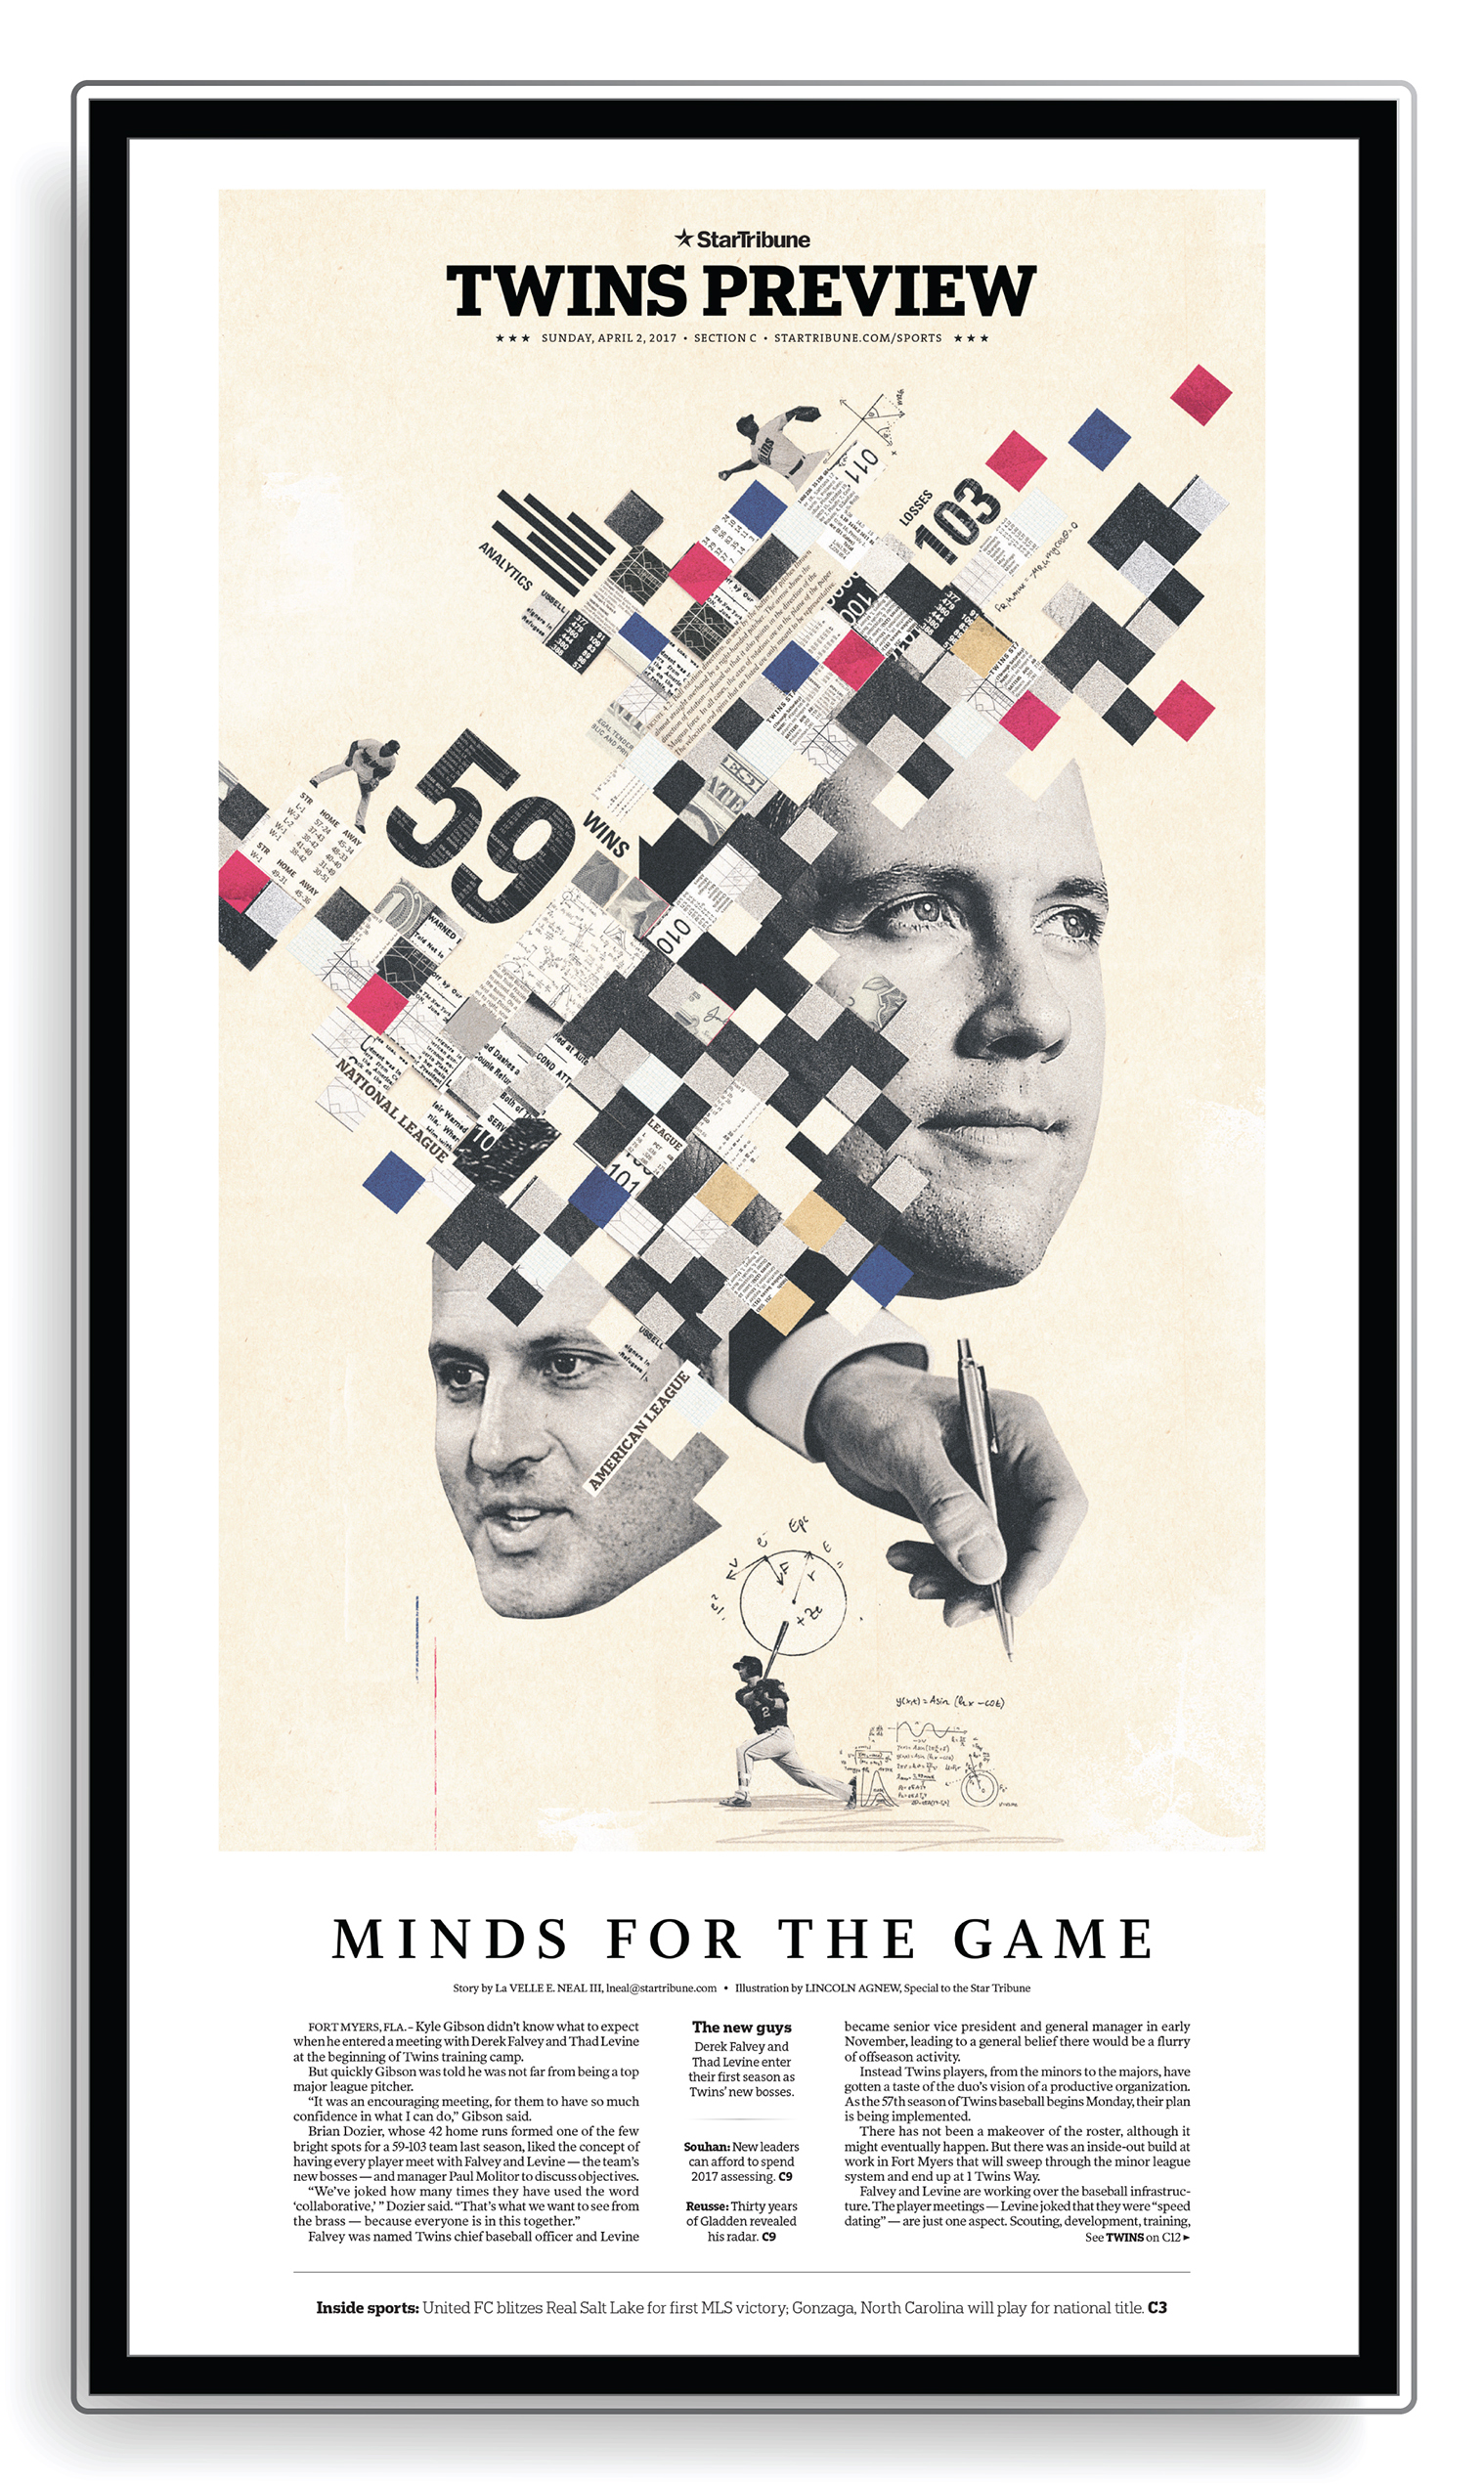 StarTribune
TWINS PREVIEW
★★★ SUNDAY, APRIL 2, 2017 • SECTION C • STARTRIBUNE.COM/SPORTS ★★★
011
LOSSES
103
ANALYTICS
59
WINS
STR HOME AWAY
010
NATIONAL LEAGUE
LEAGUE
101
AMERICAN LEAGUE
y(x,t) = Asin (kx-cot)
MINDS FOR THE GAME
Story by La VELLE E. NEAL III, lneal@startribune.com • Illustration by LINCOLN AGNEW, Special to the Star Tribune
FORT MYERS, FLA. – Kyle Gibson didn’t know what to expect
when he entered a meeting with Derek Falvey and Thad Levine
at the beginning of Twins training camp.
But quickly Gibson was told he was not far from being a top
major league pitcher.
“It was an encouraging meeting, for them to have so much
confidence in what I can do,” Gibson said.
Brian Dozier, whose 42 home runs formed one of the few
bright spots for a 59-103 team last season, liked the concept of
having every player meet with Falvey and Levine — the team’s
new bosses — and manager Paul Molitor to discuss objectives.
“We’ve joked how many times they have used the word
‘collaborative,’ ” Dozier said. “That’s what we want to see from
the brass — because everyone is in this together.”
Falvey was named Twins chief baseball officer and Levine
The new guys
Derek Falvey and
Thad Levine enter
their first season as
Twins’ new bosses.
Souhan: New leaders
can afford to spend
2017 assessing. C9
Reusse: Thirty years
of Gladden revealed
his radar. C9
became senior vice president and general manager in early
November, leading to a general belief there would be a flurry
of offseason activity.
Instead Twins players, from the minors to the majors, have
gotten a taste of the duo’s vision of a productive organization.
As the 57th season of Twins baseball begins Monday, their plan
is being implemented.
There has not been a makeover of the roster, although it
might eventually happen. But there was an inside-out build at
work in Fort Myers that will sweep through the minor league
system and end up at 1 Twins Way.
Falvey and Levine are working over the baseball infrastruc-
ture. The player meetings — Levine joked that they were “speed
dating” — are just one aspect. Scouting, development, training,
See TWINS on C12 ►
Inside sports: United FC blitzes Real Salt Lake for first MLS victory; Gonzaga, North Carolina will play for national title. C3